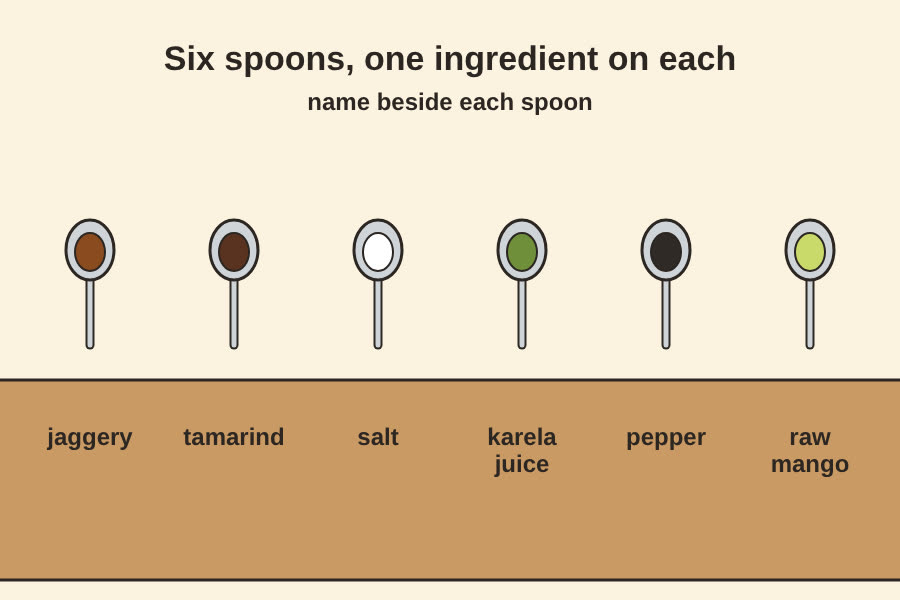 Six spoons, one ingredient on each
name beside each spoon
jaggery
tamarind
salt
karela
juice
pepper
raw
mango